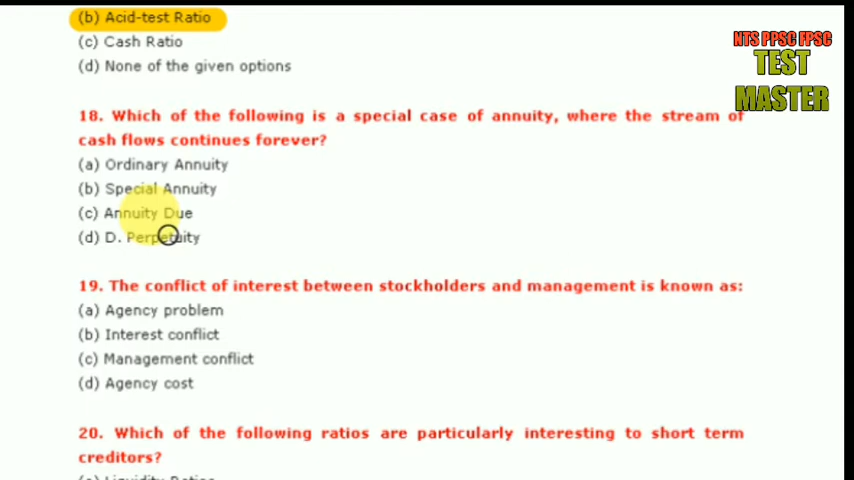 (b) Acid-test Ratio
(c) Cash Ratio
(d) None of the given options
NTS PPSC FPSC
TEST
MASTER
18. Which of the following is a special case of annuity, where the stream of
cash flows continues forever?
(a) Ordinary Annuity
(b) Special Annuity
(c) Annuity Due
(d) D. Perpetuity
19. The conflict of interest between stockholders and management is known as:
(a) Agency problem
(b) Interest conflict
(c) Management conflict
(d) Agency cost
20. Which of the following ratios are particularly interesting to short term
creditors?
(a) Liquidity Ratios